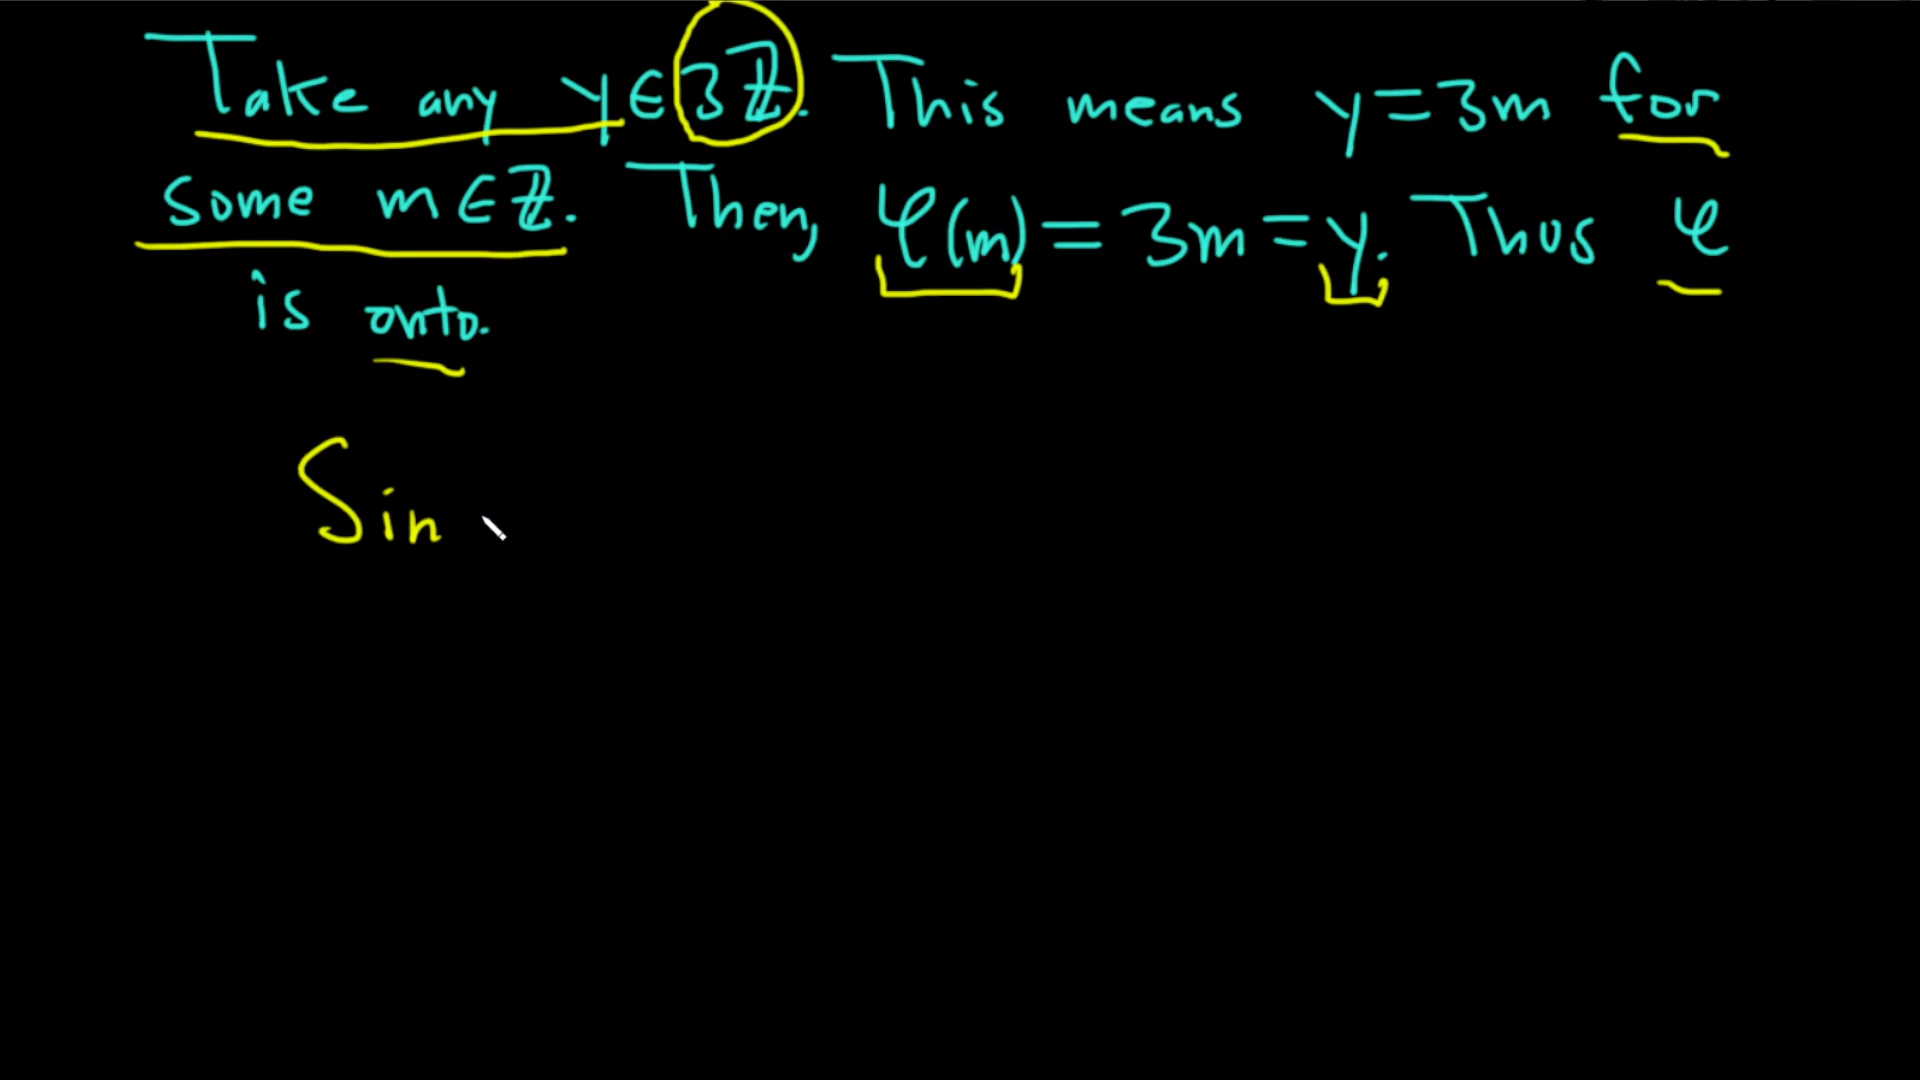 Take any y∈3ℤ. This means y=3m for
some m∈ℤ. Then, φ(m)=3m=y. Thus φ
is onto.
Sin